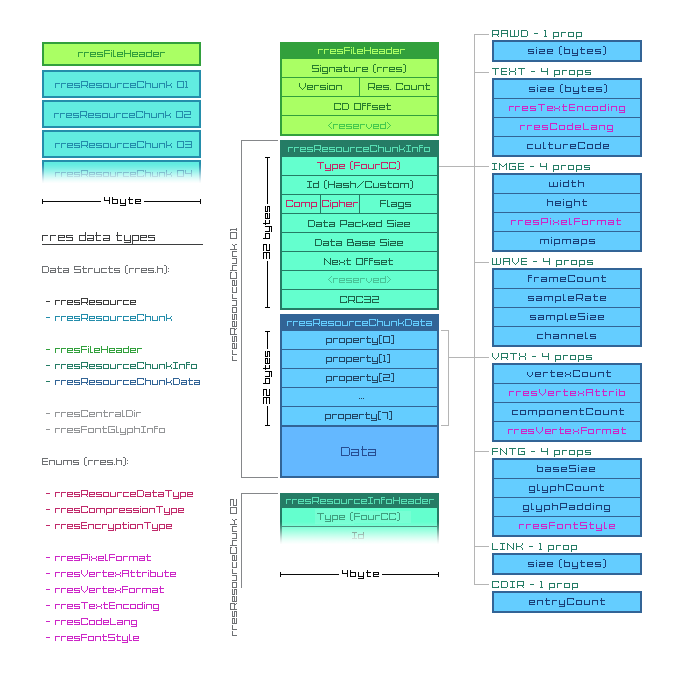 rresFileHeader
rresResourceChunk 01
rresResourceChunk 02
rresResourceChunk 03
rresResourceChunk 04
4byte
rres data types
Data Structs (rres.h):
- rresResource
- rresResourceChunk
- rresFileHeader
- rresResourceChunkInfo
- rresResourceChunkData
- rresCentralDir
- rresFontGlyphInfo
Enums (rres.h):
- rresResourceDataType
- rresCompressionType
- rresEncryptionType
- rresPixelFormat
- rresVertexAttribute
- rresVertexFormat
- rresTextEncoding
- rresCodeLang
- rresFontStyle
rresFileHeader
Signature (rres)
Version Res. Count
CD Offset
<reserved>
rresResourceChunk 01
rresResourceChunkInfo
32 bytes
Type (FourCC)
Id (Hash/Custom)
Comp Cipher Flags
Data Packed Size
Data Base Size
Next Offset
<reserved>
CRC32
rresResourceChunkData
32 bytes
property[0]
property[1]
property[2]
...
property[7]
Data
rresResourceChunk 02
rresResourceInfoHeader
Type (FourCC)
Id
4byte
RAWD - 1 prop
size (bytes)
TEXT - 4 props
size (bytes)
rresTextEncoding
rresCodeLang
cultureCode
IMGE - 4 props
width
height
rresPixelFormat
mipmaps
WAVE - 4 props
frameCount
sampleRate
sampleSize
channels
VRTX - 4 props
vertexCount
rresVertexAttrib
componentCount
rresVertexFormat
FNTG - 4 props
baseSize
glyphCount
glyphPadding
rresFontStyle
LINK - 1 prop
size (bytes)
CDIR - 1 prop
entryCount